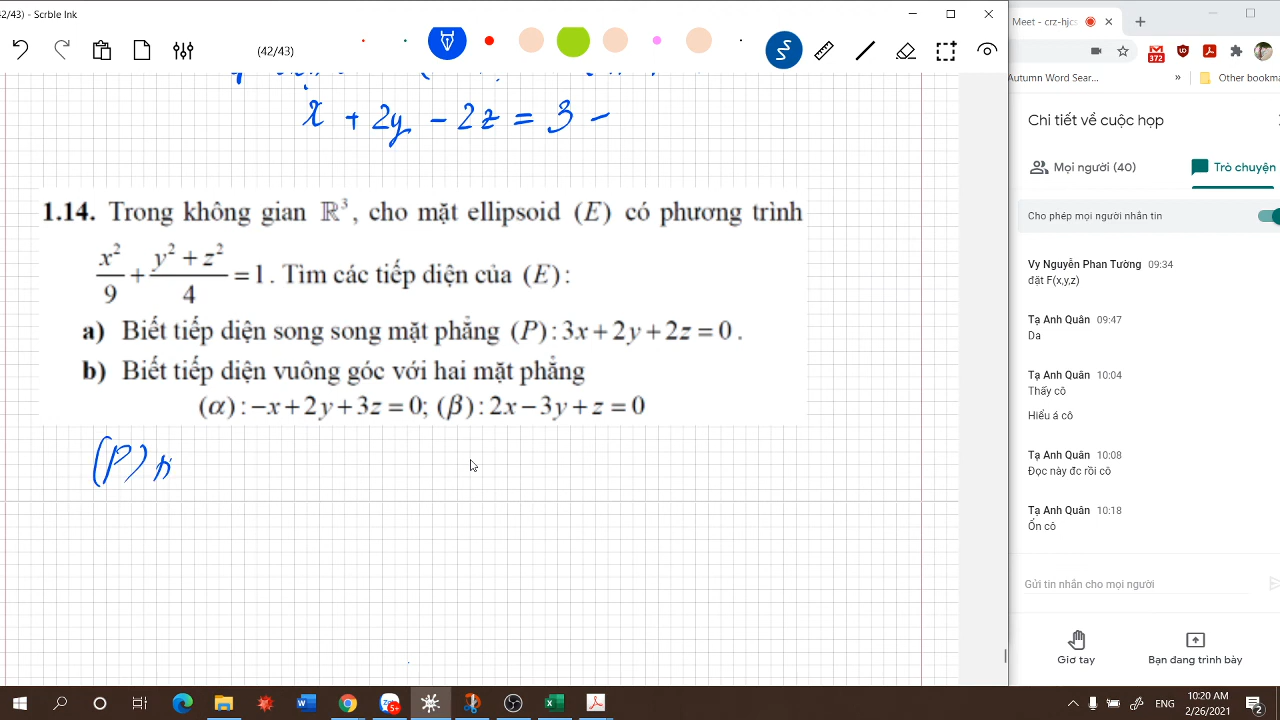 42/43) - Scrble Ink
(42/43)
x + 2y - 2z = 3 -
1.14. Trong không gian ℝ³, cho mặt ellipsoid (E) có phương trình
x²/9 + (y² + z²)/4 = 1. Tìm các tiếp diện của (E):
a) Biết tiếp diện song song mặt phẳng (P): 3x + 2y + 2z = 0.
b) Biết tiếp diện vuông góc với hai mặt phẳng
(α): -x + 2y + 3z = 0; (β): 2x - 3y + z = 0
(P)
Meet - crz-hjcs
372
Autumn Word Sear...
»
Other bookma
Chi tiết về cuộc họp
Mọi người (40)
Trò chuyện
Cho phép mọi người nhắn tin
Vy Nguyễn Phan Tường 09:34
đặt F(x,y,z)
Tạ Anh Quân 09:47
Da
Tạ Anh Quân 10:04
Thấy cô
Hiểu á cô
Tạ Anh Quân 10:08
Đọc này đc rồi cô
Tạ Anh Quân 10:18
Ổn cô
Gửi tin nhắn cho mọi người
Giơ tay
Bạn đang trình bày
5+
ENG
10:20 AM
2/26/2021
2